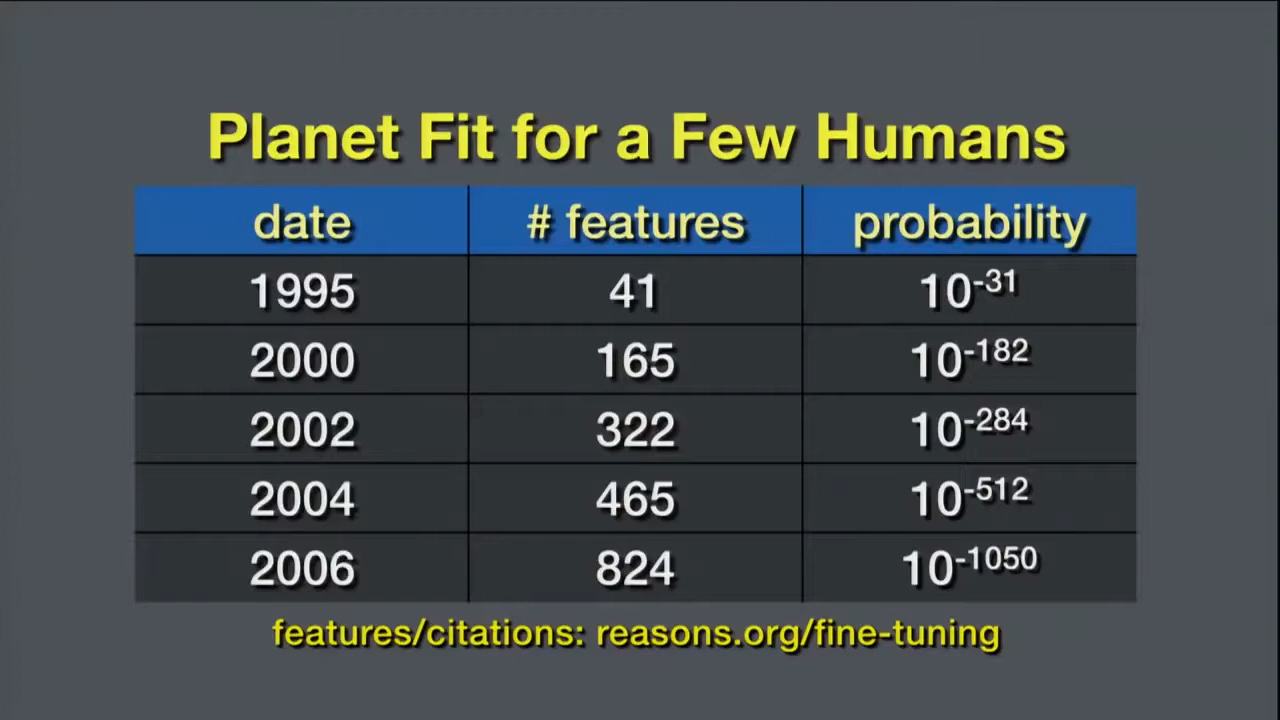 Planet Fit for a Few Humans
date # features probability
1995 41 10⁻³¹
2000 165 10⁻¹⁸²
2002 322 10⁻²⁸⁴
2004 465 10⁻⁵¹²
2006 824 10⁻¹⁰⁵⁰
features/citations: reasons.org/fine-tuning